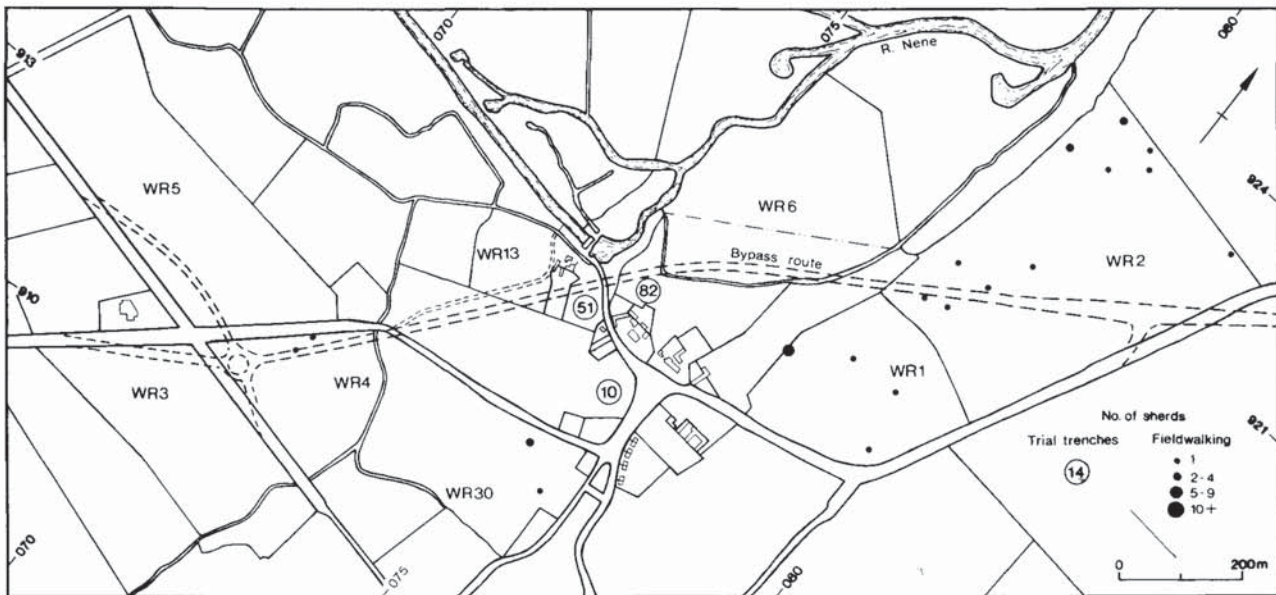 913
070
075
R. Nene
080
WR5
924
WR6
WR2
WR13
Bypass route
910
51
82
WR3
WR4
10
WR1
No. of sherds
Trial trenches
Fieldwalking
921
14
1
2-4
5-9
10+
WR30
070
075
080
0
200m